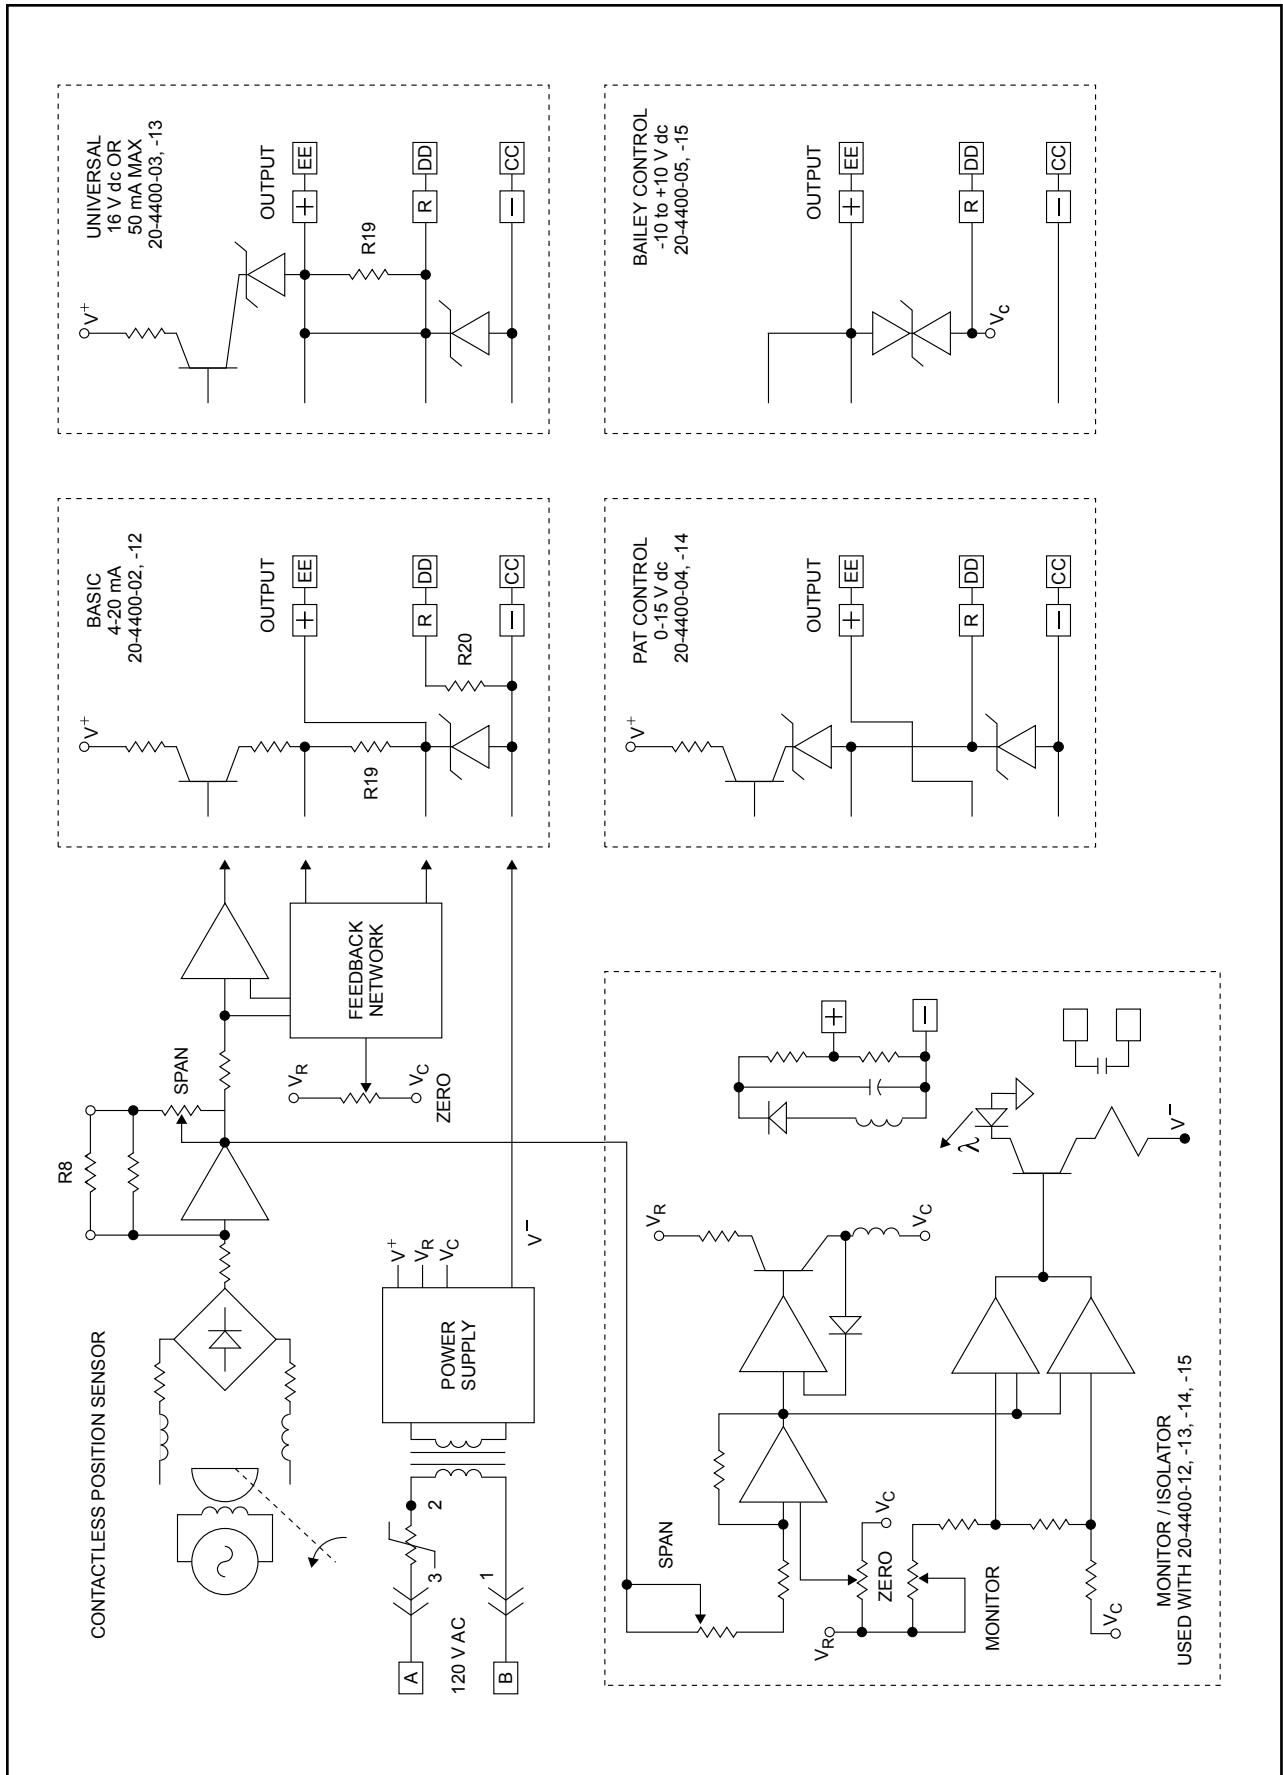 CONTACTLESS POSITION SENSOR
R8
SPAN
A
120 V AC
B
3
2
1
POWER
SUPPLY
V+
VR
VC
V−
VR
VC
ZERO
FEEDBACK
NETWORK
BASIC
4-20 mA
20-4400-02, -12
V+
R19
R20
OUTPUT
+ EE
R DD
− CC
UNIVERSAL
16 V dc OR
50 mA MAX
20-4400-03, -13
V+
R19
OUTPUT
+ EE
R DD
− CC
PAT CONTROL
0-15 V dc
20-4400-04, -14
V+
OUTPUT
+ EE
R DD
− CC
BAILEY CONTROL
-10 to +10 V dc
20-4400-05, -15
VC
OUTPUT
+ EE
R DD
− CC
SPAN
VR
VC
ZERO
MONITOR
VC
VR
VC
+
−
λ
V−
MONITOR / ISOLATOR
USED WITH 20-4400-12, -13, -14, -15